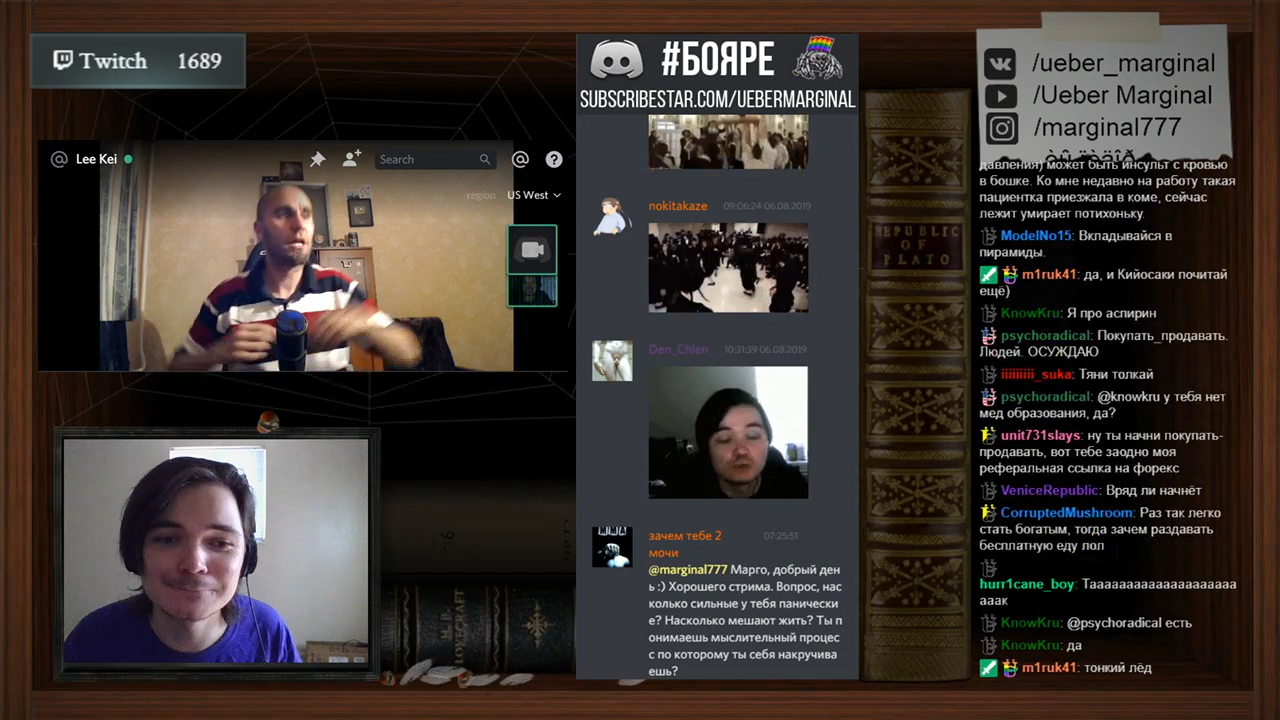 Twitch 1689
Lee Kei
Search
region US West
#БОЯРЕ
SUBSCRIBESTAR.COM/UEBERMARGINAL
nokitakaze 09:06:24 06.08.2019
Den_Chien 10:31:39 06.08.2019
зачем тебе 2 07:25:51
мочи
@marginal777 Марго, добрый ден
ь :) Хорошего стрима. Вопрос, нас
колько сильные у тебя панически
е? Насколько мешают жить? Ты п
онимаешь мыслительный процес
с по которому ты себя накручива
ешь?
REPUBLIC
OF
PLATO
H.P.
LOVECRAFT
/ueber_marginal
/Ueber Marginal
/marginal777
давления) может быть инсульт с кровью
в бошке. Ко мне недавно на работу такая
пациентка приезжала в коме, сейчас
лежит умирает потихоньку.
ModelNo15: Вкладывайся в
пирамиды.
m1ruk41: да, и Кийосаки почитай
ещё)
KnowKru: Я про аспирин
psychoradical: Покупать_продавать.
Людей. ОСУЖДАЮ
iiiiiiiii_suka: Тяни толкай
psychoradical: @knowkru у тебя нет
мед образования, да?
unit731slays: ну ты начни покупать-
продавать, вот тебе заодно моя
реферальная ссылка на форекс
VeniceRepublic: Вряд ли начнёт
CorruptedMushroom: Раз так легко
стать богатым, тогда зачем раздавать
бесплатную еду лол
hurr1cane_boy: Тааааааааааааааааааа
ааак
KnowKru: @psychoradical есть
KnowKru: да
m1ruk41: тонкий лёд